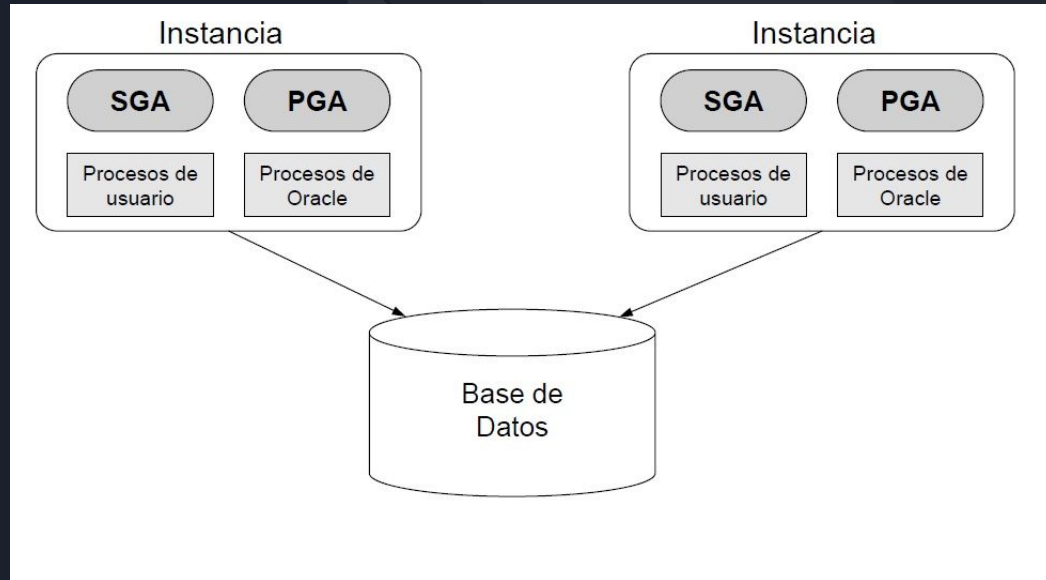 Instancia
SGA
PGA
Procesos de
usuario
Procesos de
Oracle
Instancia
SGA
PGA
Procesos de
usuario
Procesos de
Oracle
Base de
Datos